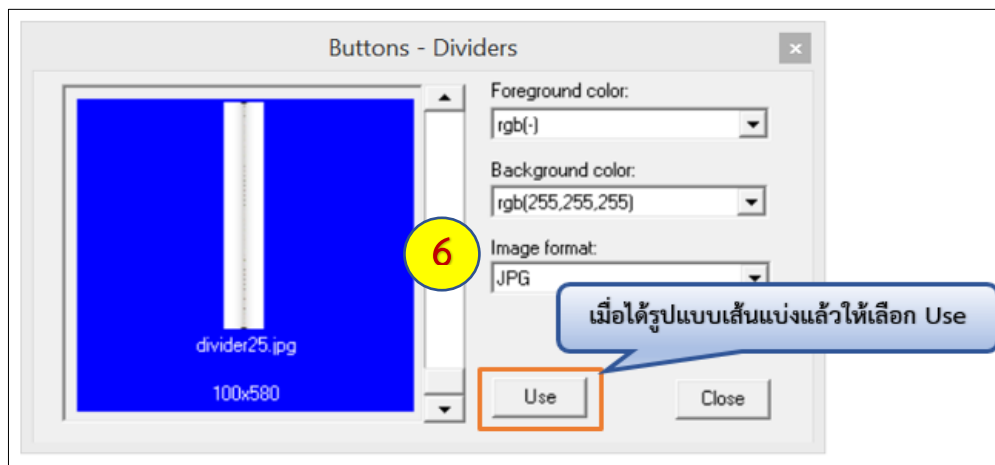 Buttons - Dividers
Foreground color:
rgb(-)
Background color:
rgb(255,255,255)
6
Image format:
JPG
เมื่อได้รูปแบบเส้นแบ่งแล้วให้เลือก Use
divider25.jpg
100x580
Use
Close